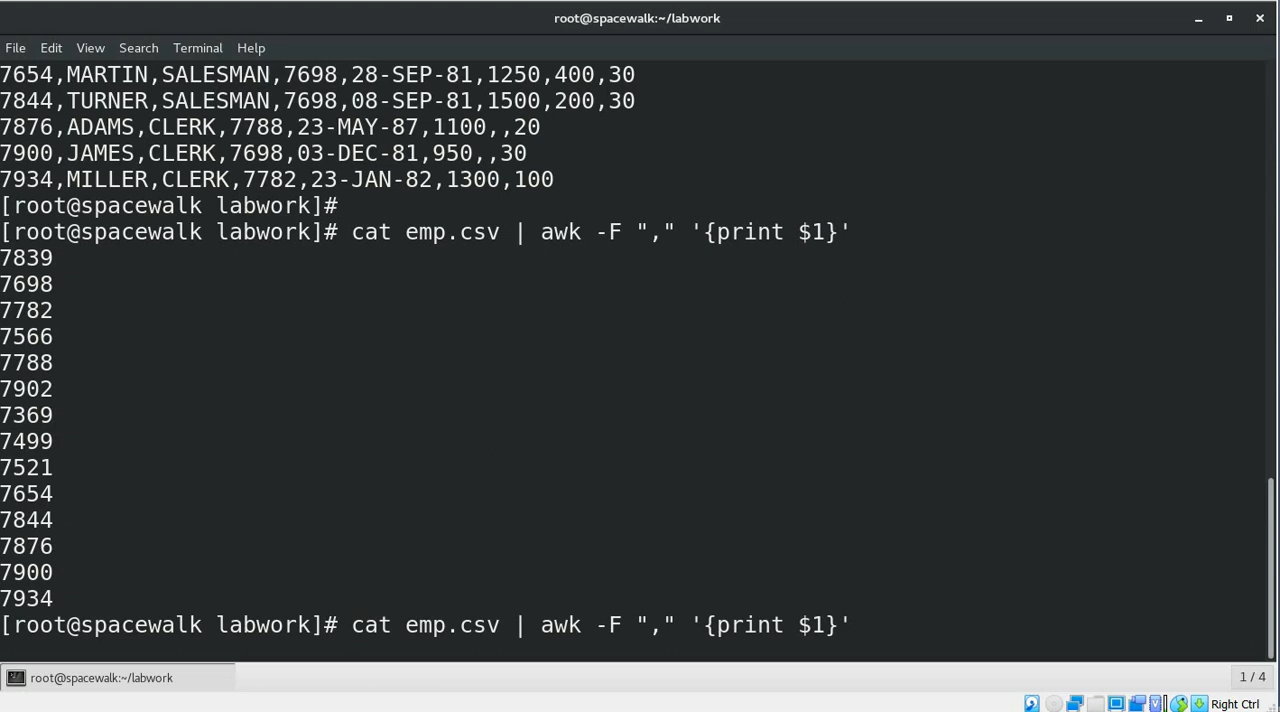 root@spacewalk:~/labwork
File Edit View Search Terminal Help
7654,MARTIN,SALESMAN,7698,28-SEP-81,1250,400,30
7844,TURNER,SALESMAN,7698,08-SEP-81,1500,200,30
7876,ADAMS,CLERK,7788,23-MAY-87,1100,,20
7900,JAMES,CLERK,7698,03-DEC-81,950,,30
7934,MILLER,CLERK,7782,23-JAN-82,1300,100
[root@spacewalk labwork]#
[root@spacewalk labwork]# cat emp.csv | awk -F "," '{print $1}'
7839
7698
7782
7566
7788
7902
7369
7499
7521
7654
7844
7876
7900
7934
[root@spacewalk labwork]# cat emp.csv | awk -F "," '{print $1}'
root@spacewalk:~/labwork
1 / 4
Right Ctrl